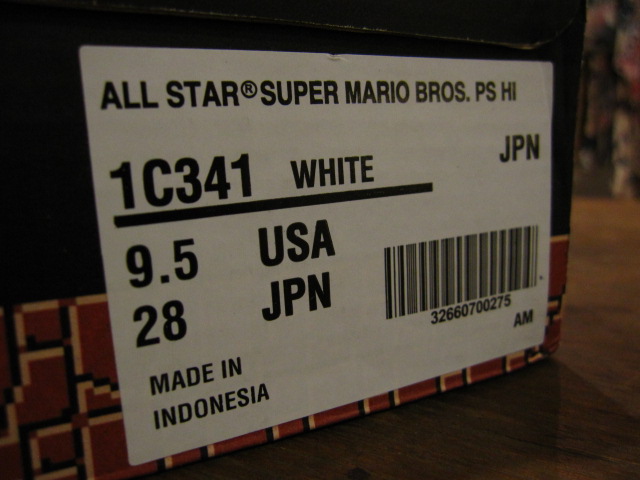 ALL STAR® SUPER MARIO BROS. PS HI
JPN
1C341 WHITE
9.5 USA
28 JPN
32660700275
AM
MADE IN
INDONESIA